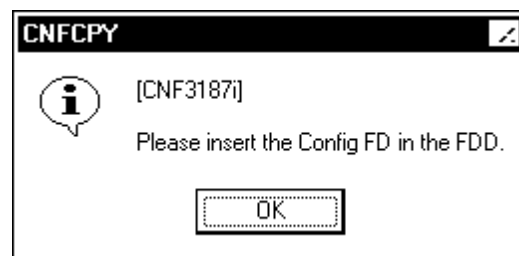 CNFCPY
[CNF3187i]
Please insert the Config FD in the FDD.
OK